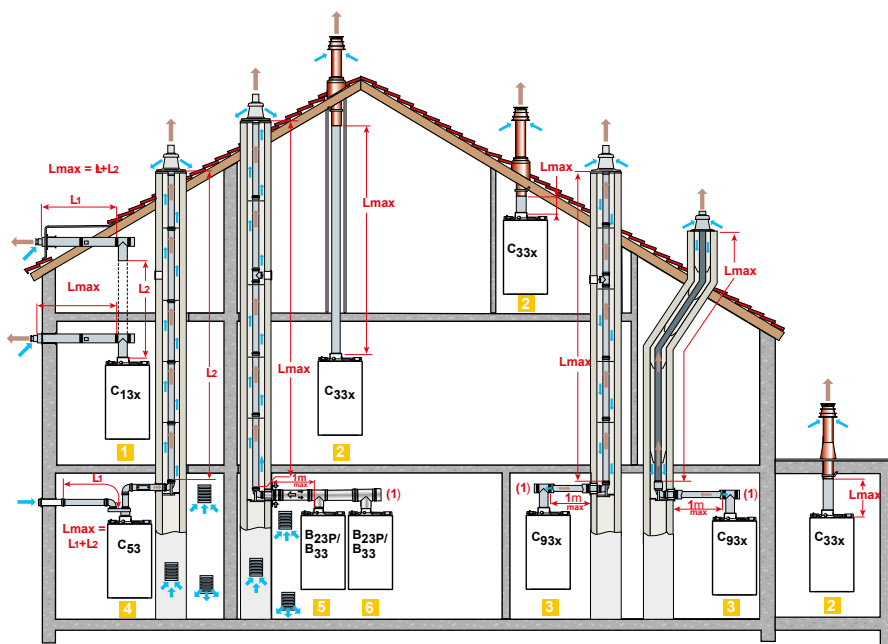 Lmax = L1+L2
L1
Lmax
L2
C13x
1
L2
Lmax
Lmax
C33x
2
Lmax
C33x
2
Lmax
Lmax
L1
Lmax =
L1+L2
C53
4
1m
max
(1)
B23P/
B33
5
B23P/
B33
6
(1)
1m
max
C93x
3
1m
max
(1)
C93x
3
Lmax
C33x
2